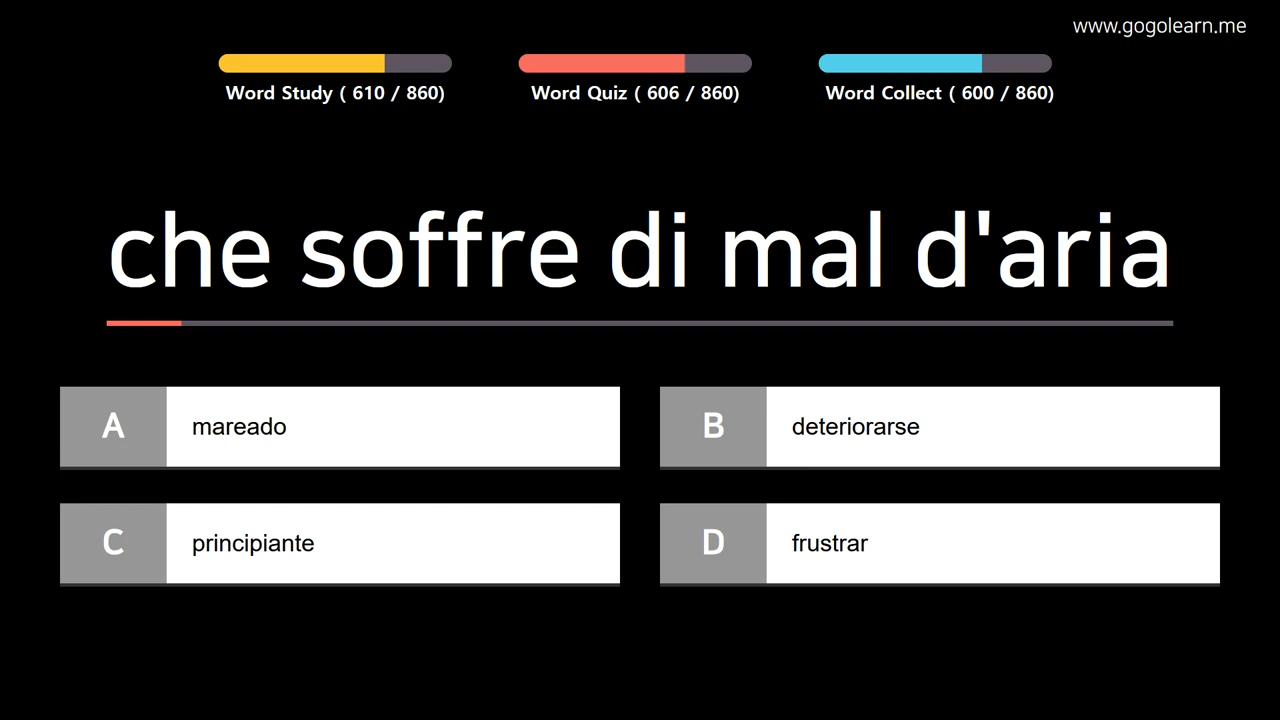 www.gogolearn.me
Word Study ( 610 / 860)
Word Quiz ( 606 / 860)
Word Collect ( 600 / 860)
che soffre di mal d'aria
A
mareado
B
deteriorarse
C
principiante
D
frustrar